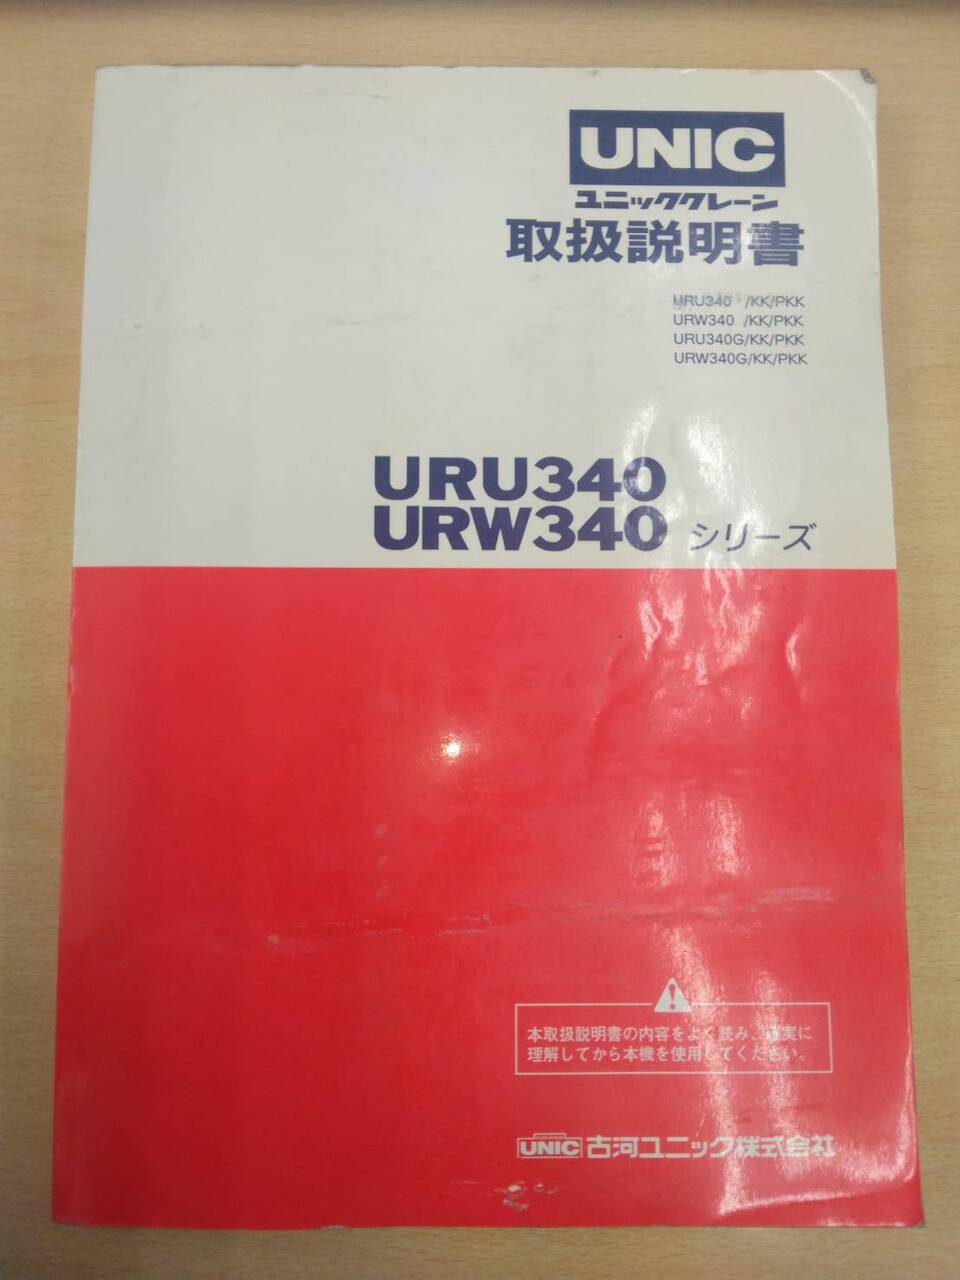 UNIC
ユニッククレーン
取扱説明書
URU340 /KK/PKK
URW340 /KK/PKK
URU340G/KK/PKK
URW340G/KK/PKK
URU340
URW340 シリーズ
本取扱説明書の内容をよく読み、確実に
理解してから本機を使用してください。
UNIC 古河ユニック株式会社